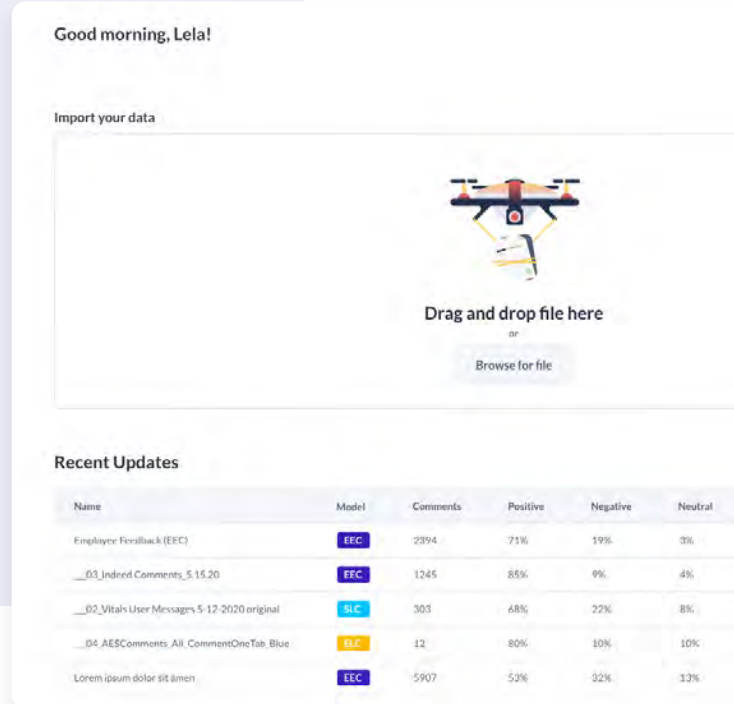 Good morning, Lela!
Import your data
Drag and drop file here
or
Browse for file
Recent Updates
Name Model Comments Positive Negative Neutral
Employee Feedback (EEC) EEC 2394 71% 19% 3%
__03_Indeed Comments_5.15.20 EEC 1245 85% 9% 4%
__02_Vitals User Messages 5-12-2020 original SLC 303 68% 22% 8%
__04_AESComments_All_CommentOneTab_Blue ELC 12 80% 10% 10%
Lorem ipsum dolor sit amen EEC 5907 53% 32% 13%